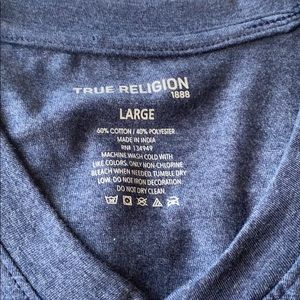 TRUE RELIGION
1888
LARGE
60% COTTON / 40% POLYESTER
MADE IN INDIA
RN# 134949
MACHINE WASH COLD WITH
LIKE COLORS. ONLY NON-CHLORINE
BLEACH WHEN NEEDED. TUMBLE DRY
LOW. DO NOT IRON DECORATION.
DO NOT DRY CLEAN.